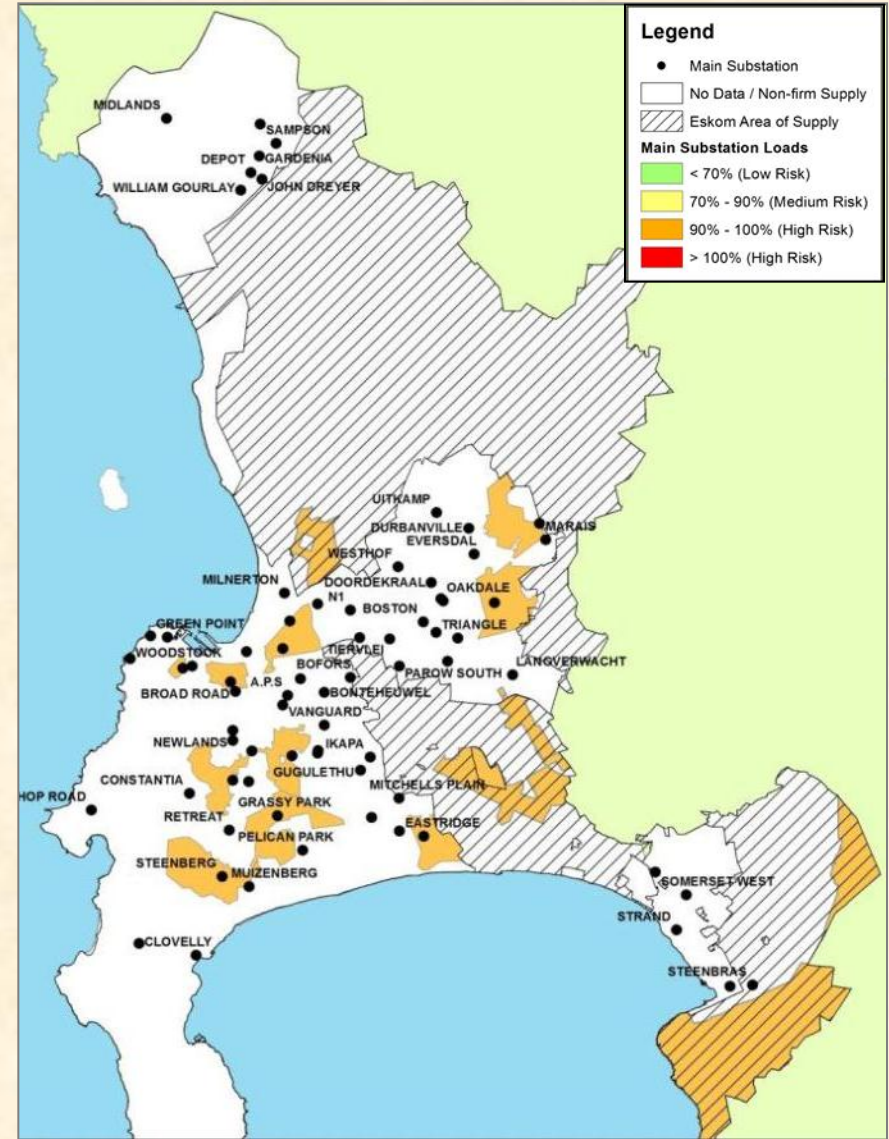 Legend
Main Substation
No Data / Non-firm Supply
Eskom Area of Supply
Main Substation Loads
< 70% (Low Risk)
70% - 90% (Medium Risk)
90% - 100% (High Risk)
> 100% (High Risk)
MIDLANDS
SAMPSON
DEPOT
GARDENIA
WILLIAM GOURLAY
JOHN DREYER
UITKAMP
DURBANVILLE
MARAIS
EVERSDAL
WESTHOF
MILNERTON
DOORDEKRAAL
OAKDALE
N1
BOSTON
GREEN POINT
TRIANGLE
WOODSTOCK
TIERVLEI
BOFORS
LANGVERWACHT
A.P.S
PAROW SOUTH
BROAD ROAD
BONTEHEUWEL
VANGUARD
NEWLANDS
IKAPA
GUGULETHU
CONSTANTIA
MITCHELLS PLAIN
HOP ROAD
GRASSY PARK
RETREAT
EASTRIDGE
PELICAN PARK
STEENBERG
MUIZENBERG
SOMERSET WEST
STRAND
CLOVELLY
STEENBRAS